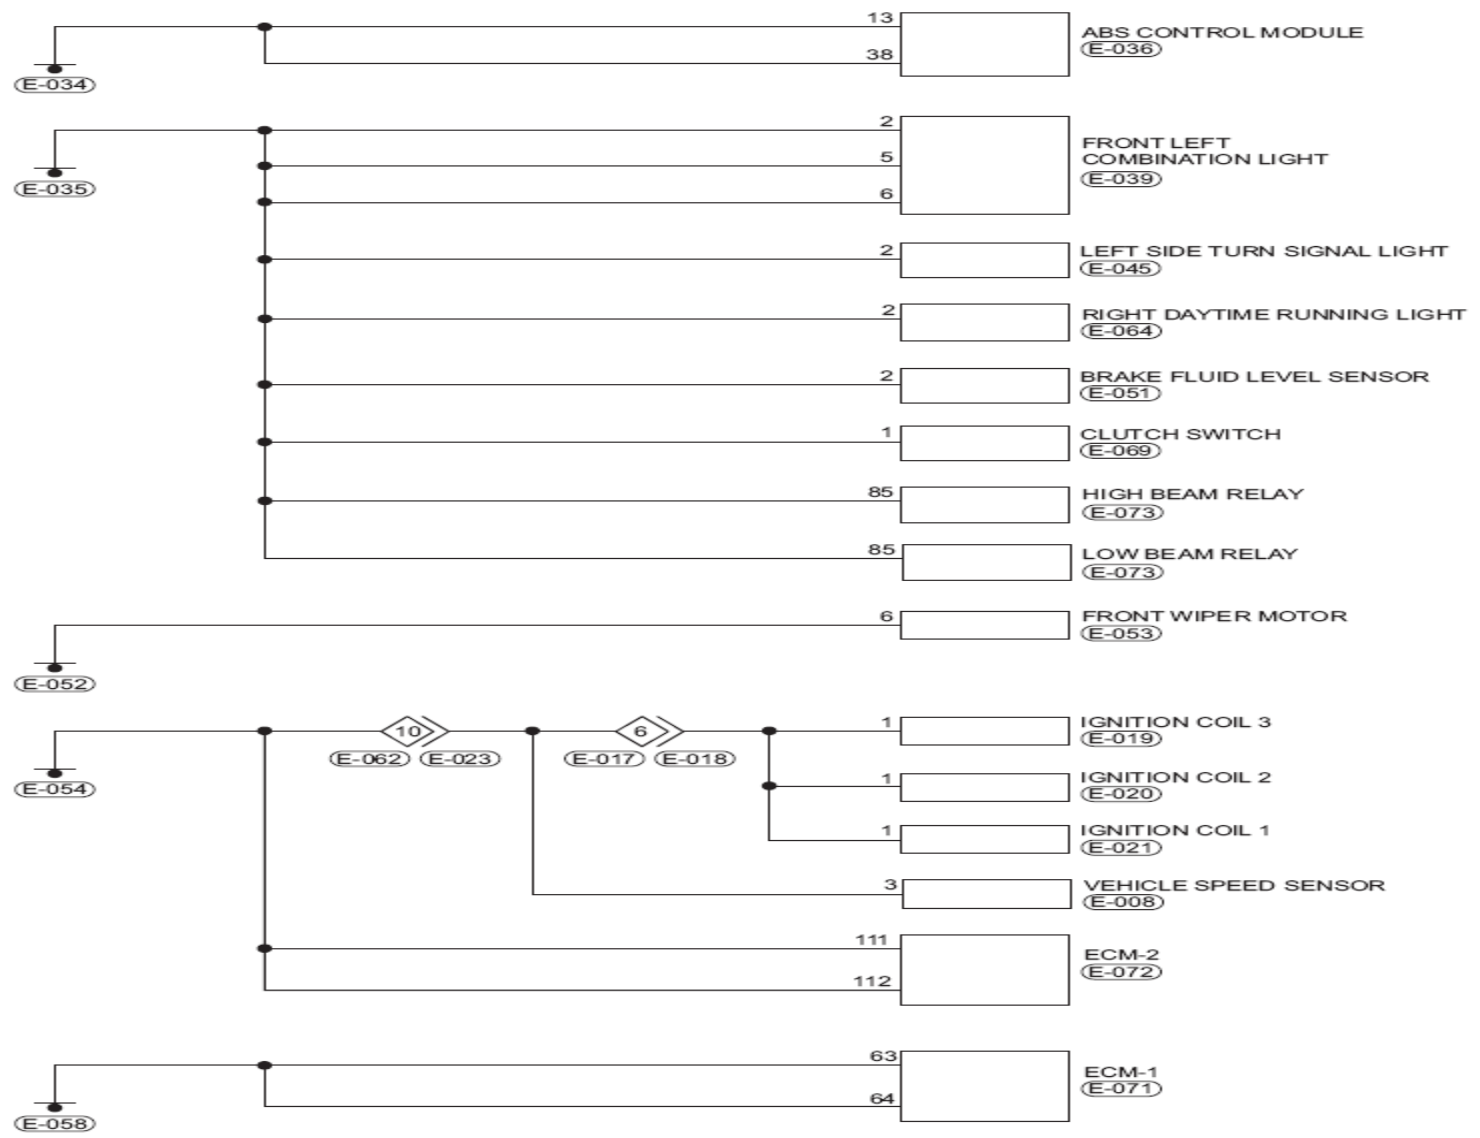 13
ABS CONTROL MODULE
(E-036)
38
E-034
2
FRONT LEFT
COMBINATION LIGHT
E-039
5
6
E-035
2
LEFT SIDE TURN SIGNAL LIGHT
E-045
2
RIGHT DAYTIME RUNNING LIGHT
E-064
2
BRAKE FLUID LEVEL SENSOR
E-051
1
CLUTCH SWITCH
E-069
85
HIGH BEAM RELAY
E-073
85
LOW BEAM RELAY
E-073
6
FRONT WIPER MOTOR
E-053
E-052
10
6
1
IGNITION COIL 3
E-019
E-062 E-023 E-017 E-018
E-054
1
IGNITION COIL 2
E-020
1
IGNITION COIL 1
E-021
3
VEHICLE SPEED SENSOR
E-008
111
ECM-2
E-072
112
63
ECM-1
E-071
64
E-058